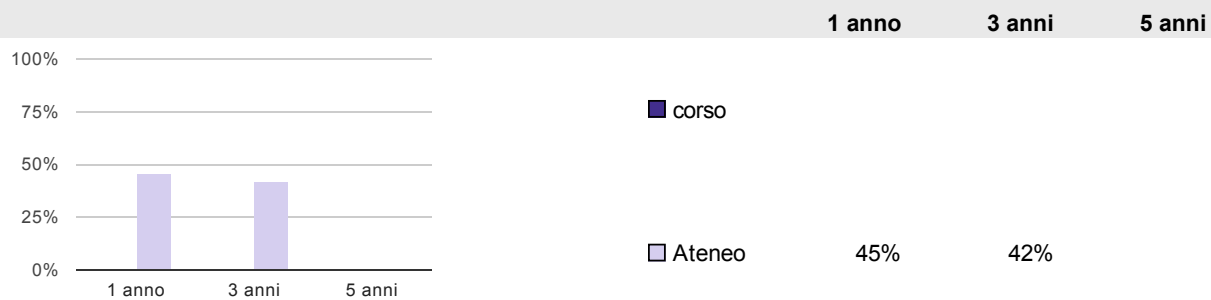 1 anno 3 anni 5 anni
100%
75%
50%
25%
0%
1 anno 3 anni 5 anni
corso
Ateneo 45% 42%